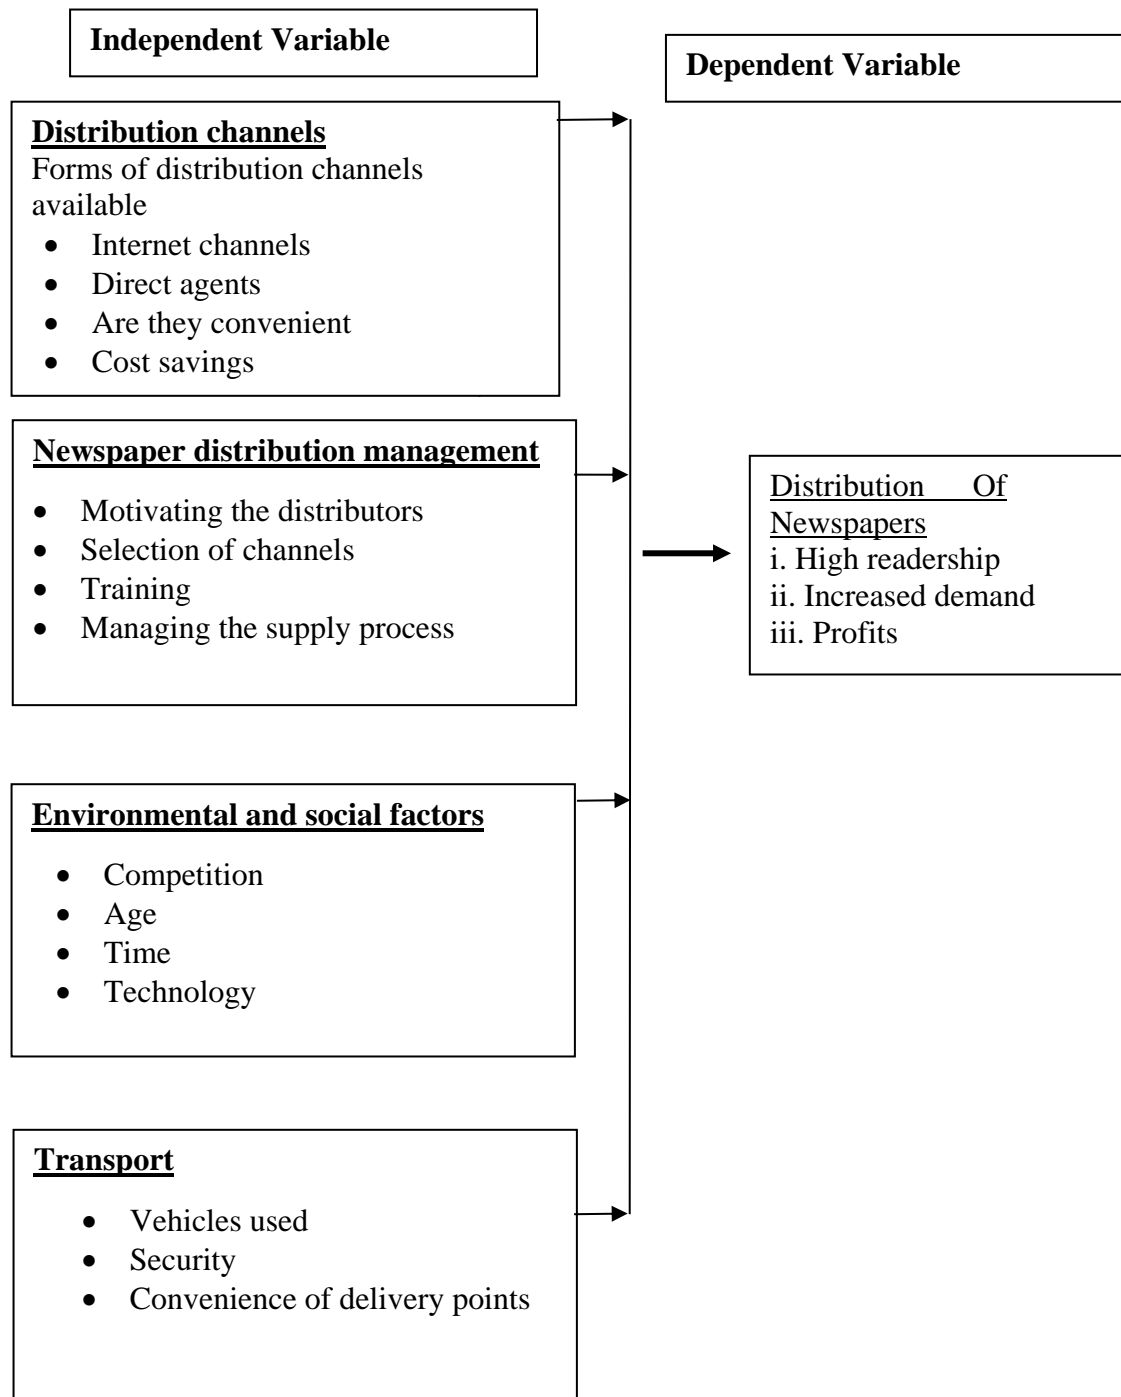 Independent Variable
Dependent Variable
Distribution channels
Forms of distribution channels
available
• Internet channels
• Direct agents
• Are they convenient
• Cost savings
Newspaper distribution management
• Motivating the distributors
• Selection of channels
• Training
• Managing the supply process
Distribution Of
Newspapers
i. High readership
ii. Increased demand
iii. Profits
Environmental and social factors
• Competition
• Age
• Time
• Technology
Transport
• Vehicles used
• Security
• Convenience of delivery points